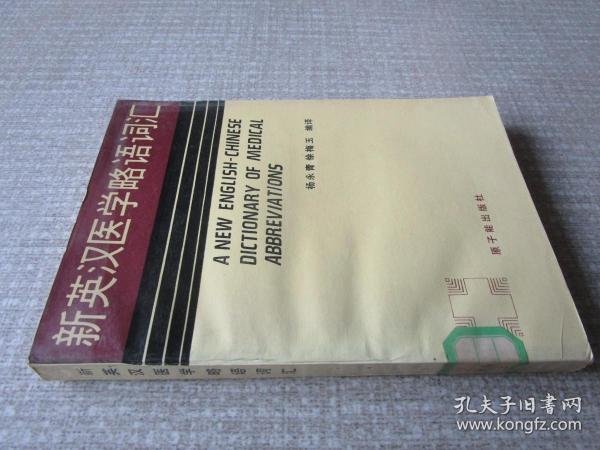 新英汉医学略语词汇
A NEW ENGLISH-CHINESE
DICTIONARY OF MEDICAL
ABBREVIATIONS
杨永青 徐梅玉 编译
原子能出版社
新英汉医学略语词汇
孔夫子旧书网
www.kongfz.com